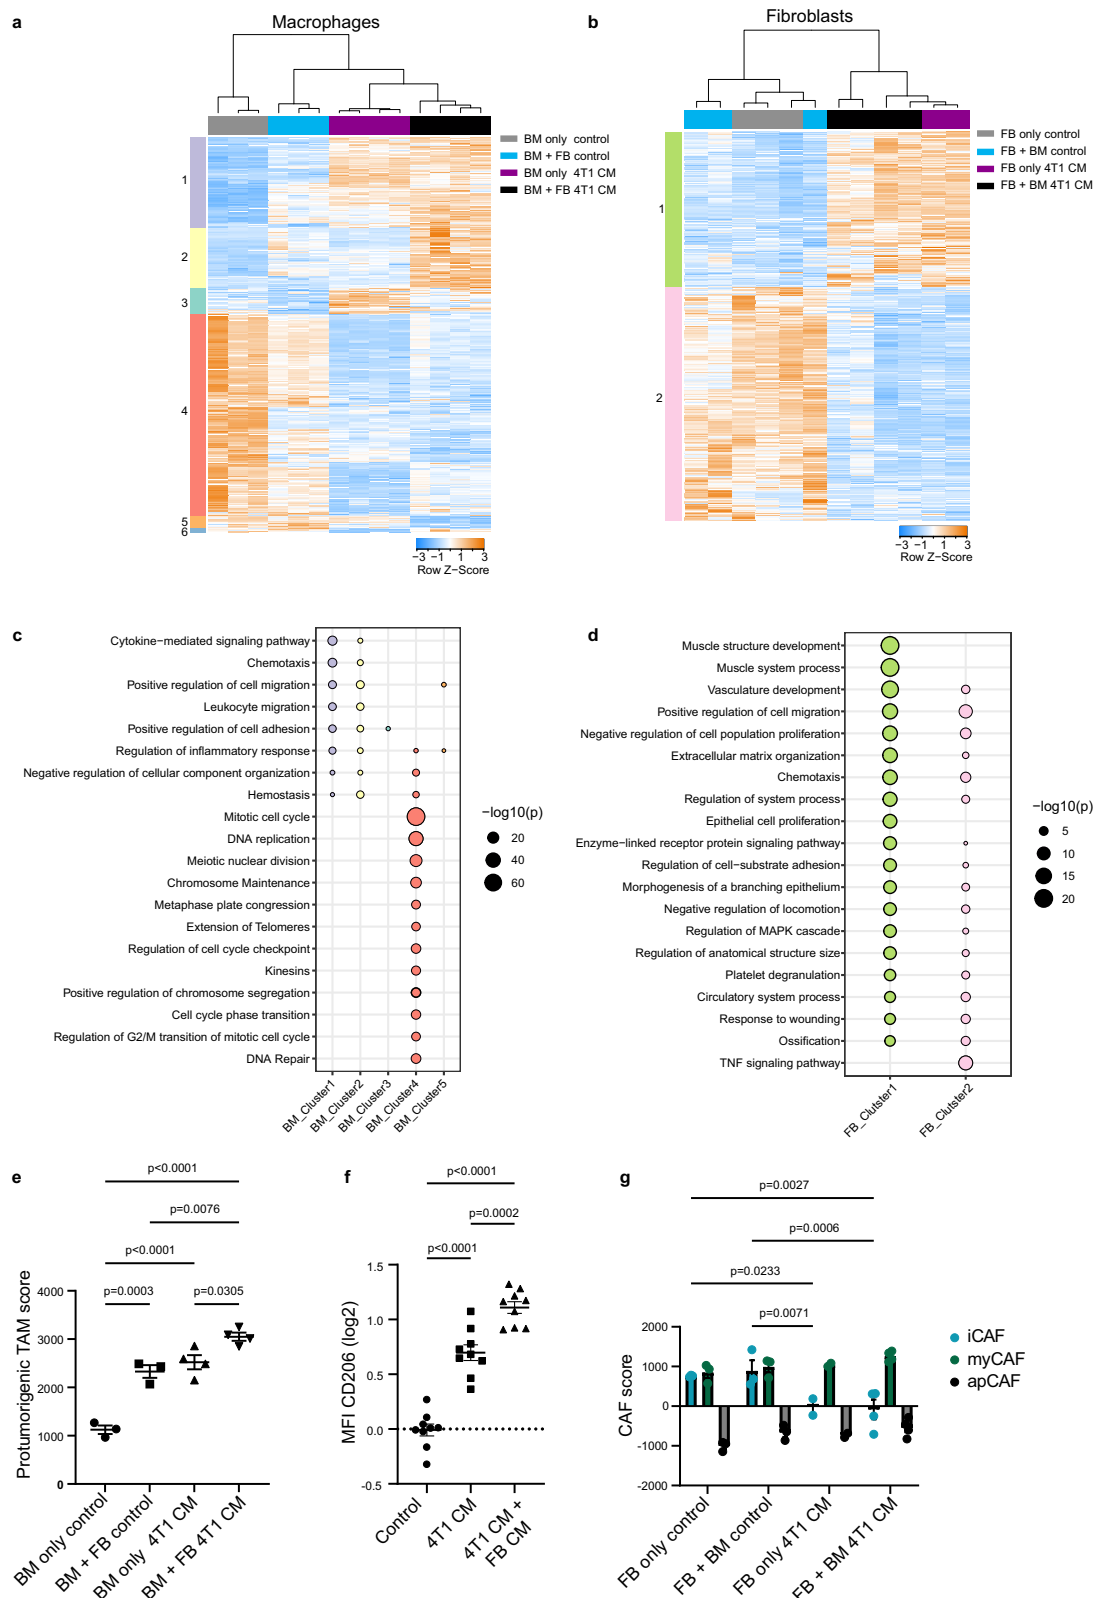 a
Macrophages
BM only control
BM + FB control
BM only 4T1 CM
BM + FB 4T1 CM
1
2
3
4
5
6
−3 −1 1 3
Row Z-Score
b
Fibroblasts
FB only control
FB + BM control
FB only 4T1 CM
FB + BM 4T1 CM
1
2
−3 −1 1 3
Row Z-Score
c
Cytokine−mediated signaling pathway
Chemotaxis
Positive regulation of cell migration
Leukocyte migration
Positive regulation of cell adhesion
Regulation of inflammatory response
Negative regulation of cellular component organization
Hemostasis
Mitotic cell cycle
DNA replication
Meiotic nuclear division
Chromosome Maintenance
Metaphase plate congression
Extension of Telomeres
Regulation of cell cycle checkpoint
Kinesins
Positive regulation of chromosome segregation
Cell cycle phase transition
Regulation of G2/M transition of mitotic cell cycle
DNA Repair
BM_Cluster1
BM_Cluster2
BM_Cluster3
BM_Cluster4
BM_Cluster5
−log10(p)
20
40
60
d
Muscle structure development
Muscle system process
Vasculature development
Positive regulation of cell migration
Negative regulation of cell population proliferation
Extracellular matrix organization
Chemotaxis
Regulation of system process
Epithelial cell proliferation
Enzyme−linked receptor protein signaling pathway
Regulation of cell−substrate adhesion
Morphogenesis of a branching epithelium
Negative regulation of locomotion
Regulation of MAPK cascade
Regulation of anatomical structure size
Platelet degranulation
Circulatory system process
Response to wounding
Ossification
TNF signaling pathway
FB_Clutster1
FB_Clutster2
−log10(p)
5
10
15
20
e
p<0.0001
p=0.0076
p<0.0001
p=0.0003
p=0.0305
Protumorigenic TAM score
4000
3000
2000
1000
0
BM only control
BM + FB control
BM only 4T1 CM
BM + FB 4T1 CM
f
p<0.0001
p=0.0002
p<0.0001
MFI CD206 (log2)
1.5
1.0
0.5
0.0
-0.5
Control
4T1 CM
4T1 CM +
FB CM
g
p=0.0027
p=0.0006
p=0.0233
p=0.0071
CAF score
2000
1000
0
-1000
-2000
FB only control
FB + BM control
FB only 4T1 CM
FB + BM 4T1 CM
iCAF
myCAF
apCAF